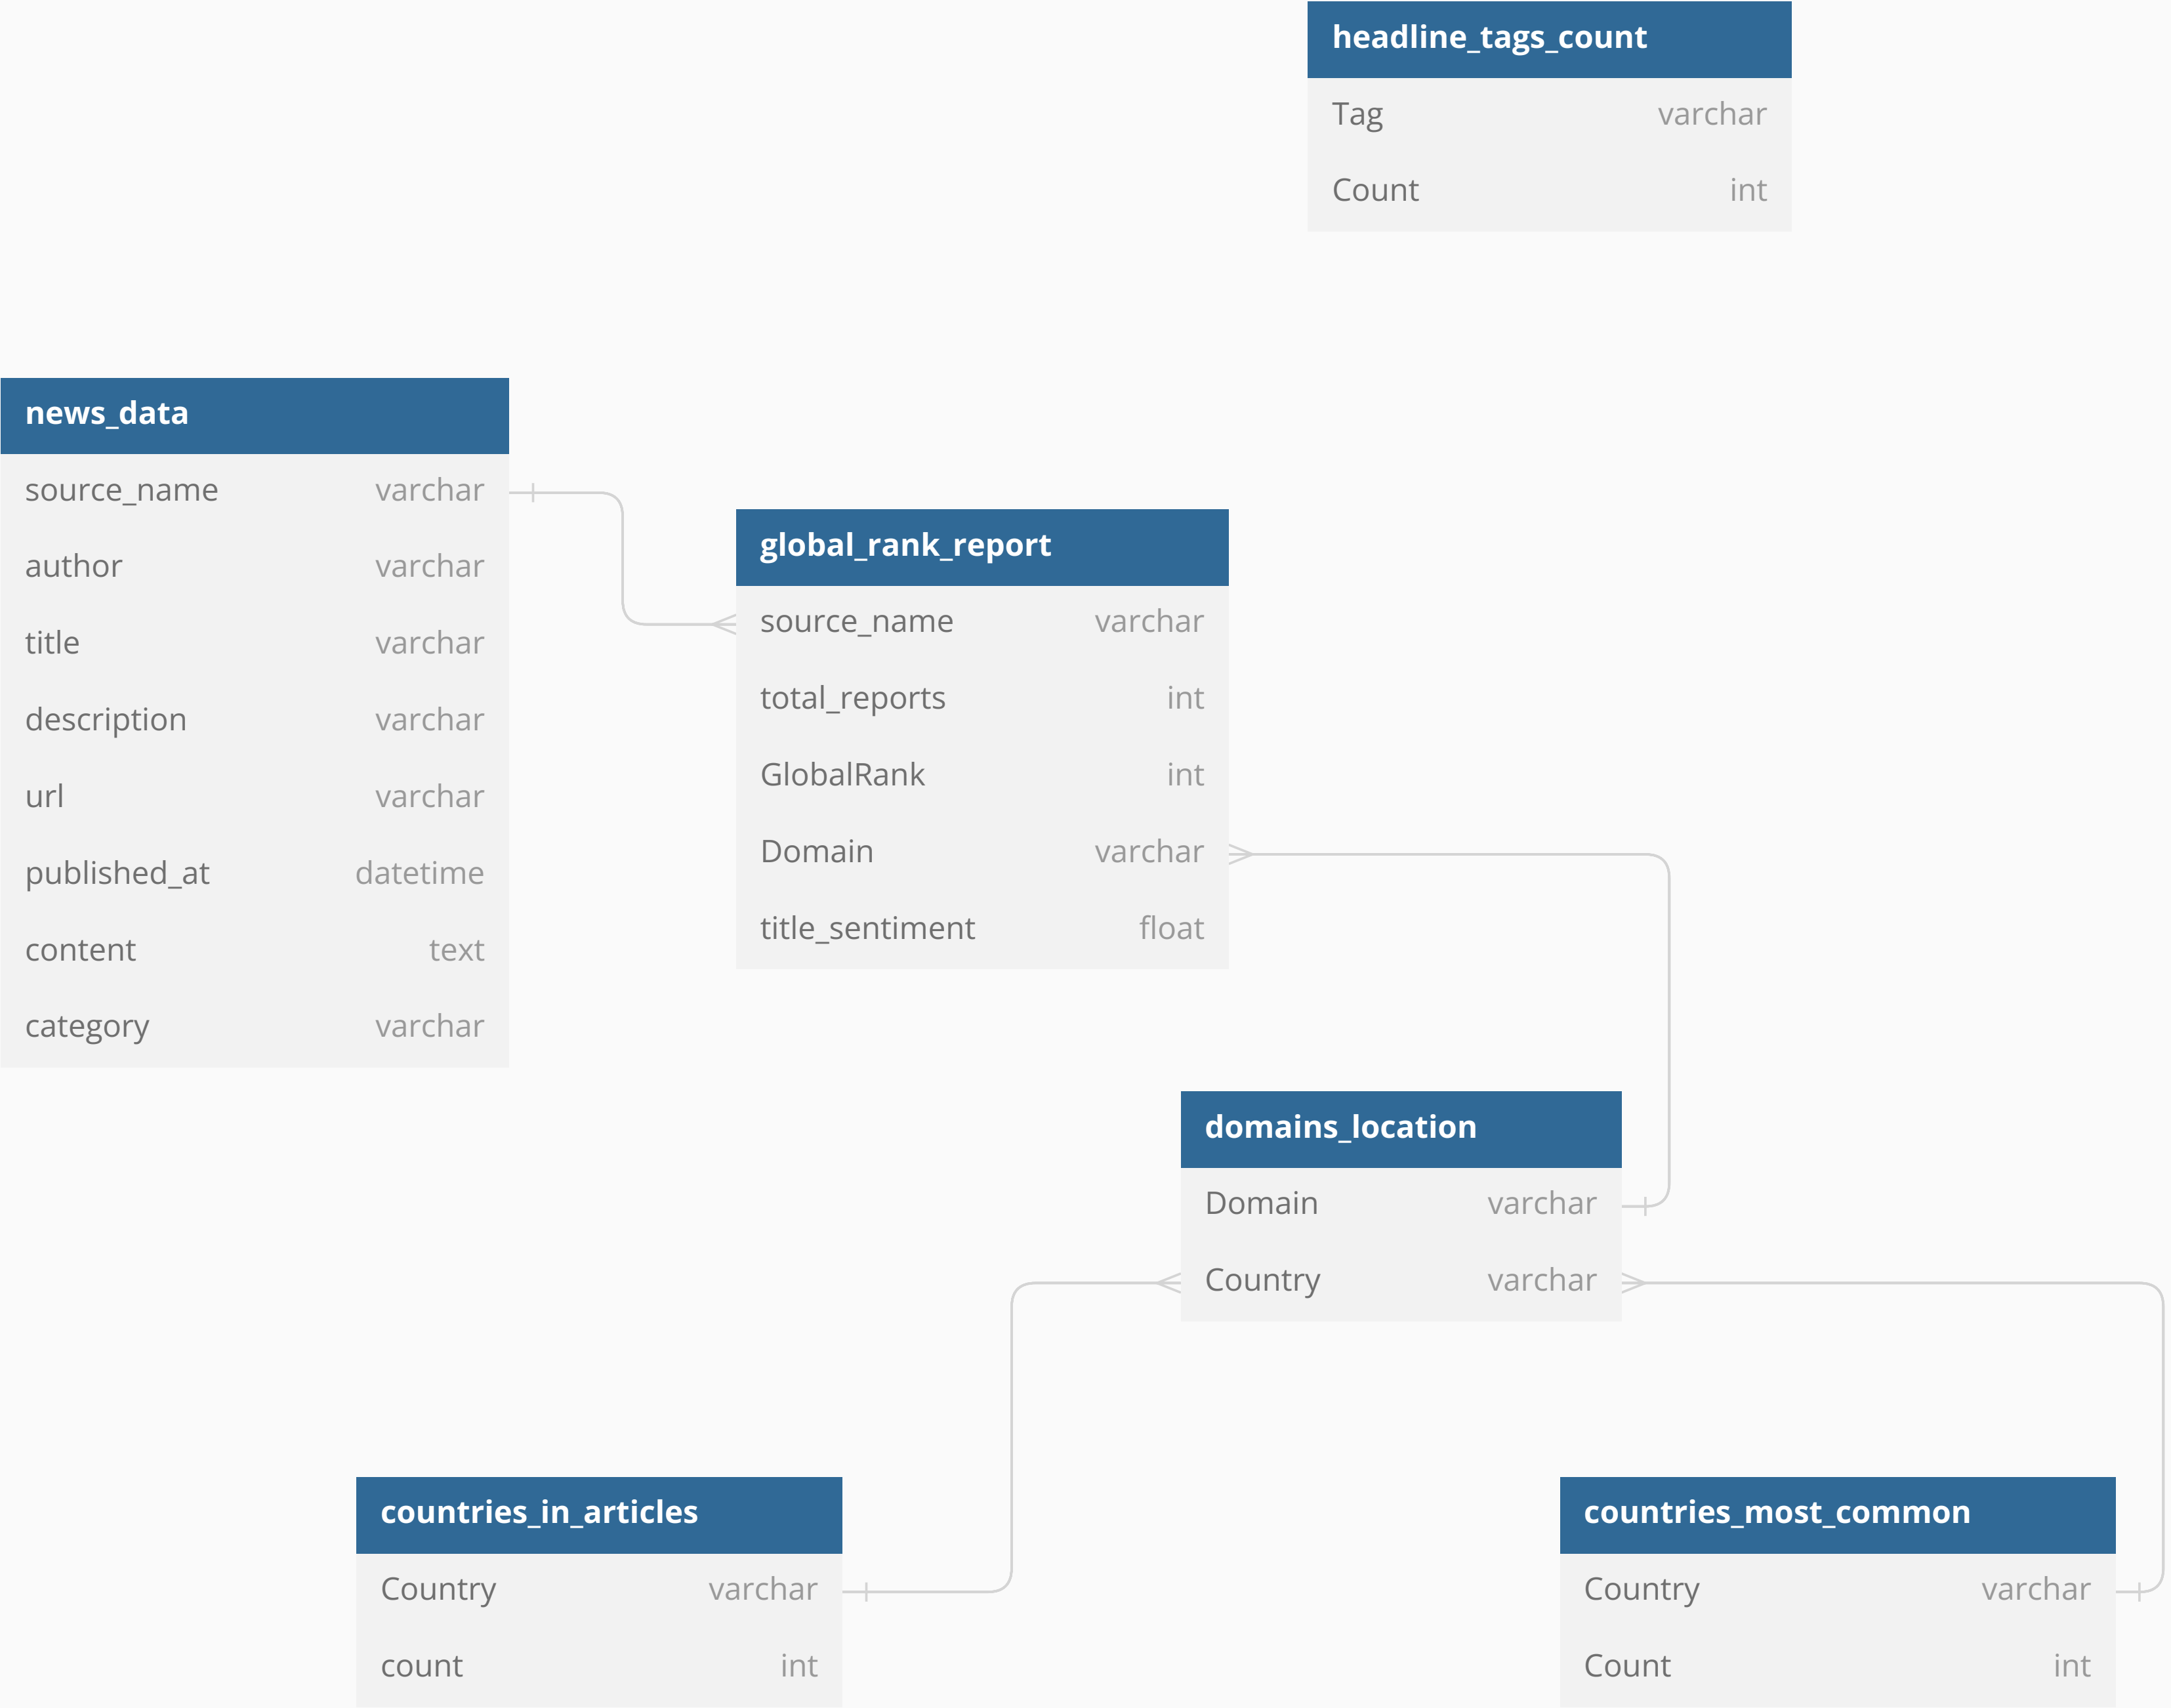 headline_tags_count
Tag varchar
Count int
news_data
source_name varchar
author varchar
title varchar
description varchar
url varchar
published_at datetime
content text
category varchar
global_rank_report
source_name varchar
total_reports int
GlobalRank int
Domain varchar
title_sentiment float
domains_location
Domain varchar
Country varchar
countries_in_articles
Country varchar
count int
countries_most_common
Country varchar
Count int